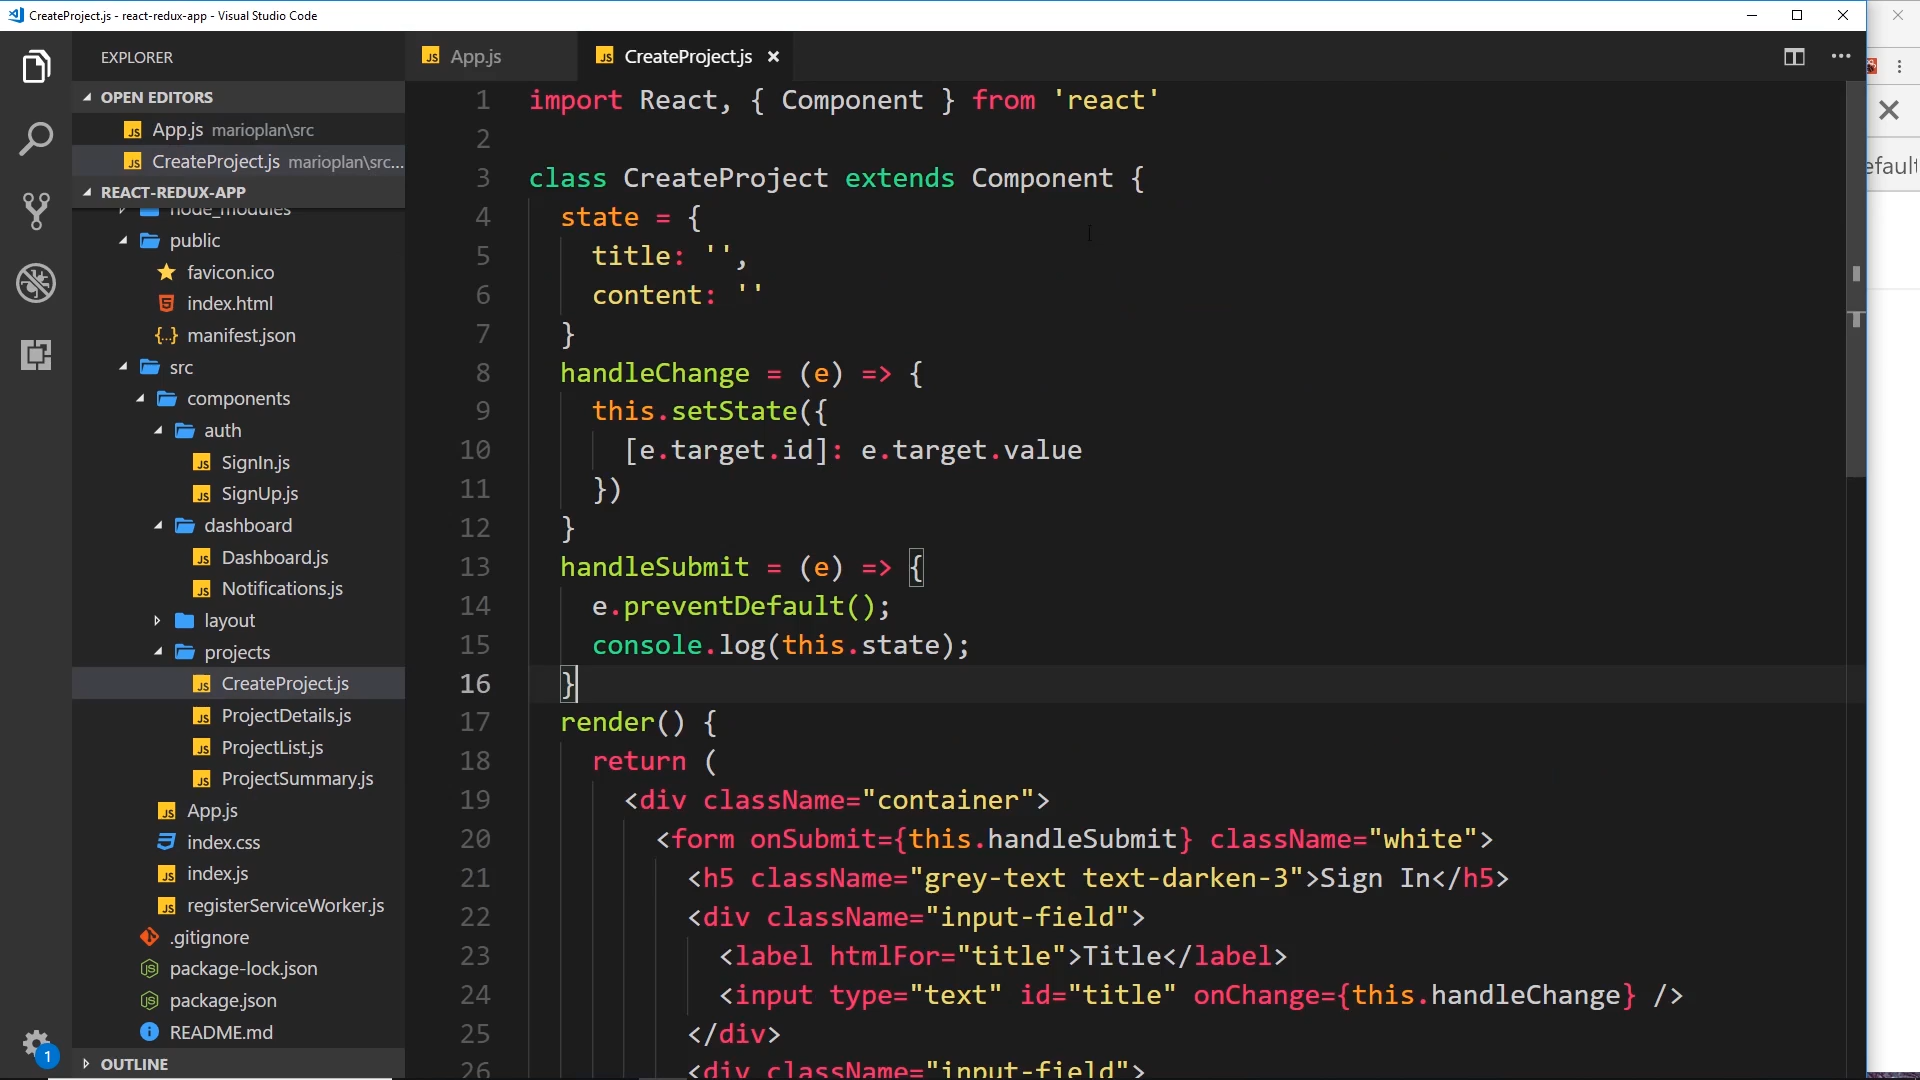 CreateProject.js - react-redux-app - Visual Studio Code
EXPLORER
OPEN EDITORS
App.js marioplan\src
CreateProject.js marioplan\src...
REACT-REDUX-APP
node_modules
public
favicon.ico
index.html
manifest.json
src
components
auth
SignIn.js
SignUp.js
dashboard
Dashboard.js
Notifications.js
layout
projects
CreateProject.js
ProjectDetails.js
ProjectList.js
ProjectSummary.js
App.js
index.css
index.js
registerServiceWorker.js
.gitignore
package-lock.json
package.json
README.md
OUTLINE
1
App.js
CreateProject.js
1 import React, { Component } from 'react'
2
3 class CreateProject extends Component {
4 state = {
5 title: '',
6 content: ''
7 }
8 handleChange = (e) => {
9 this.setState({
10 [e.target.id]: e.target.value
11 })
12 }
13 handleSubmit = (e) => {
14 e.preventDefault();
15 console.log(this.state);
16 }
17 render() {
18 return (
19 <div className="container">
20 <form onSubmit={this.handleSubmit} className="white">
21 <h5 className="grey-text text-darken-3">Sign In</h5>
22 <div className="input-field">
23 <label htmlFor="title">Title</label>
24 <input type="text" id="title" onChange={this.handleChange} />
25 </div>
26 <div className="input-field">
efault